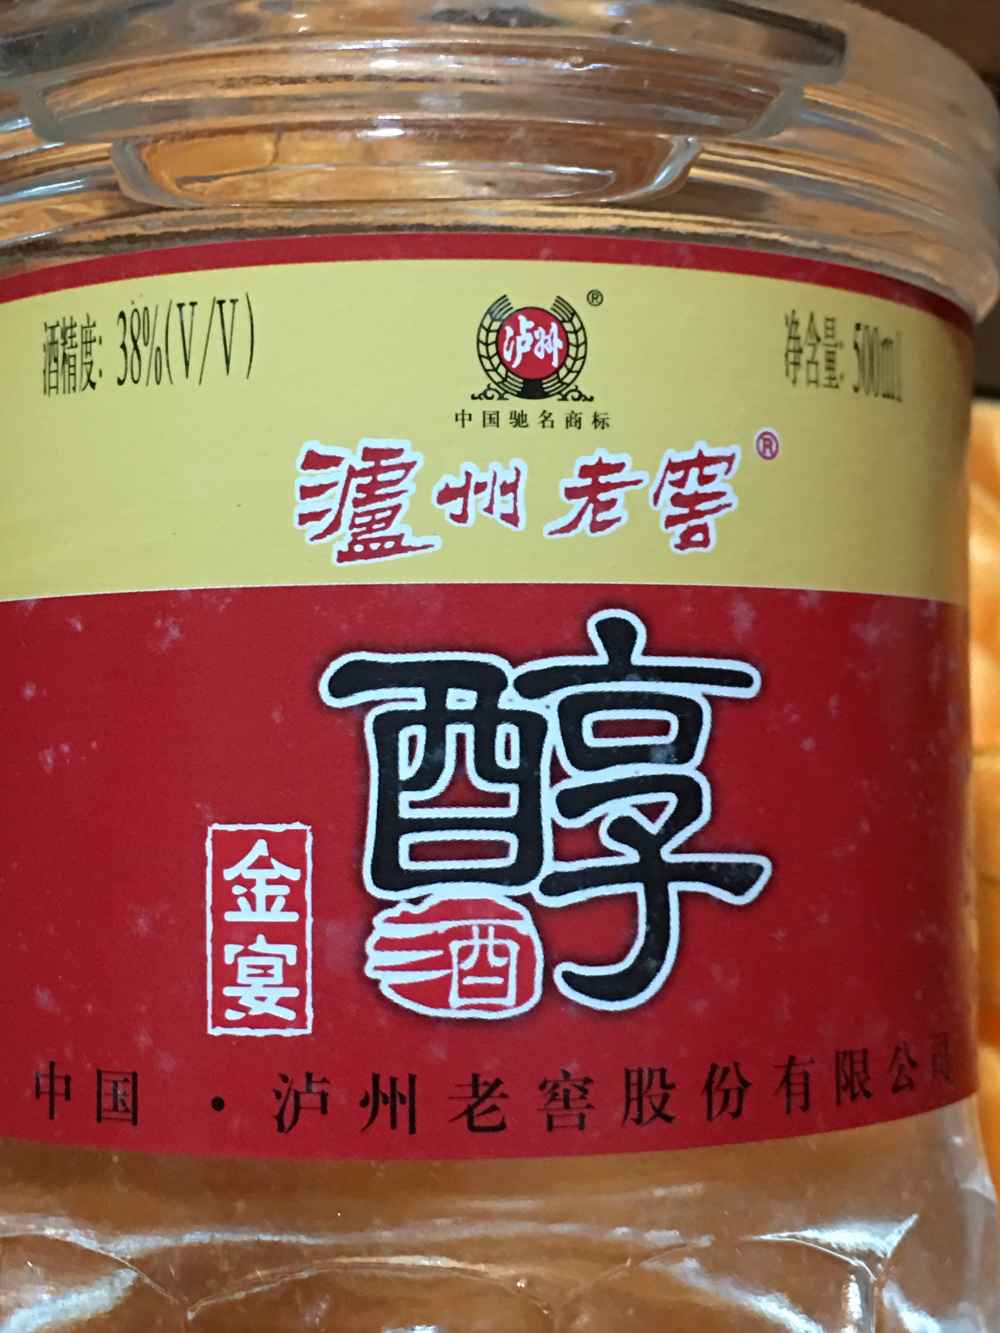 酒精度: 38%(V/V)
泸州
®
净含量: 500ml
中国驰名商标
泸州老窖®
醇
酒
金宴
中国·泸州老窖股份有限公司